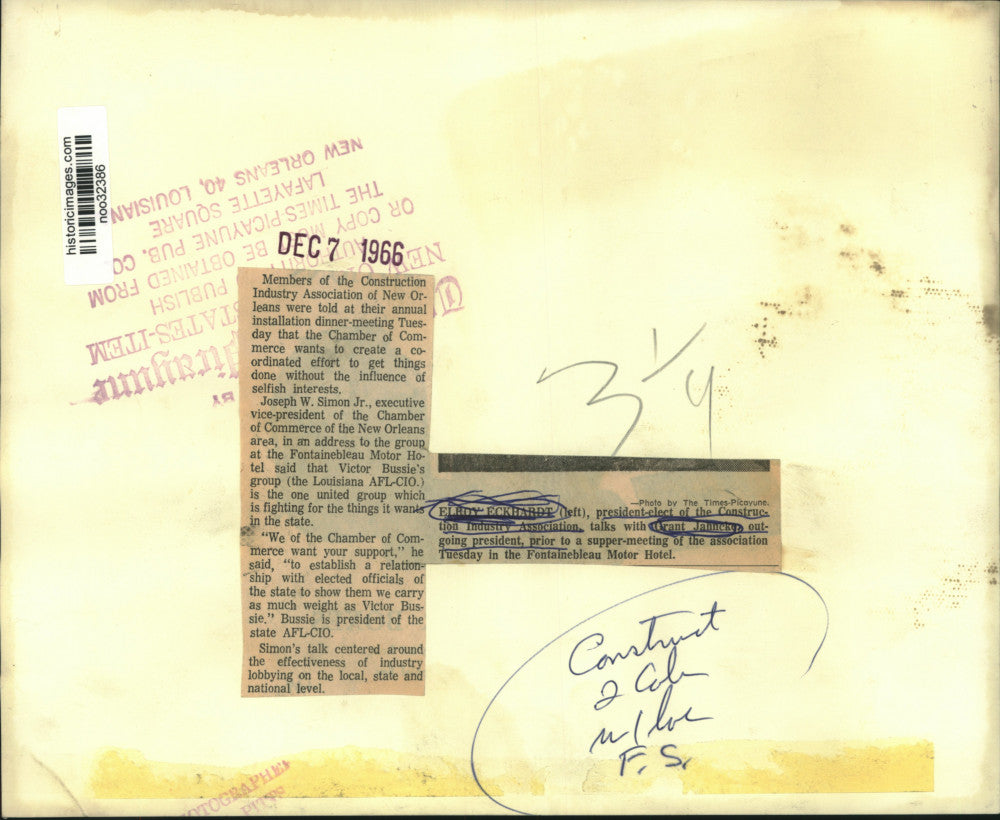 historicimages.com
noo32386
NEW ORLEANS 40, LOUISIAN
LAFAYETTE SQUARE
THE TIMES-PICAYUNE PUB. CO
OR COPY
BE OBTAINED FROM
PUBLISH
STATES-ITEM
BY
DEC 7 1966
Members of the Construction
Industry Association of New Or-
leans were told at their annual
installation dinner-meeting Tues-
day that the Chamber of Com-
merce wants to create a co-
ordinated effort to get things
done without the influence of
selfish interests.
Joseph W. Simon Jr., executive
vice-president of the Chamber
of Commerce of the New Orleans
area, in an address to the group
at the Fontainebleau Motor Ho-
tel said that Victor Bussie's
group (the Louisiana AFL-CIO.)
is the one united group which
is fighting for the things it wants
in the state.
"We of the Chamber of Com-
merce want your support," he
said, "to establish a relation-
ship with elected officials of
the state to show them we carry
as much weight as Victor Bus-
sie." Bussie is president of the
state AFL-CIO.
Simon's talk centered around
the effectiveness of industry
lobbying on the local, state and
national level.
3 1/4
—Photo by The Times-Picayune.
ELROY ECKHARDT (left), president-elect of the Construc-
tion Industry Association, talks with Grant Jahncke, out-
going president, prior to a supper-meeting of the association
Tuesday in the Fontainebleau Motor Hotel.
Construct
2 Col
F.S.